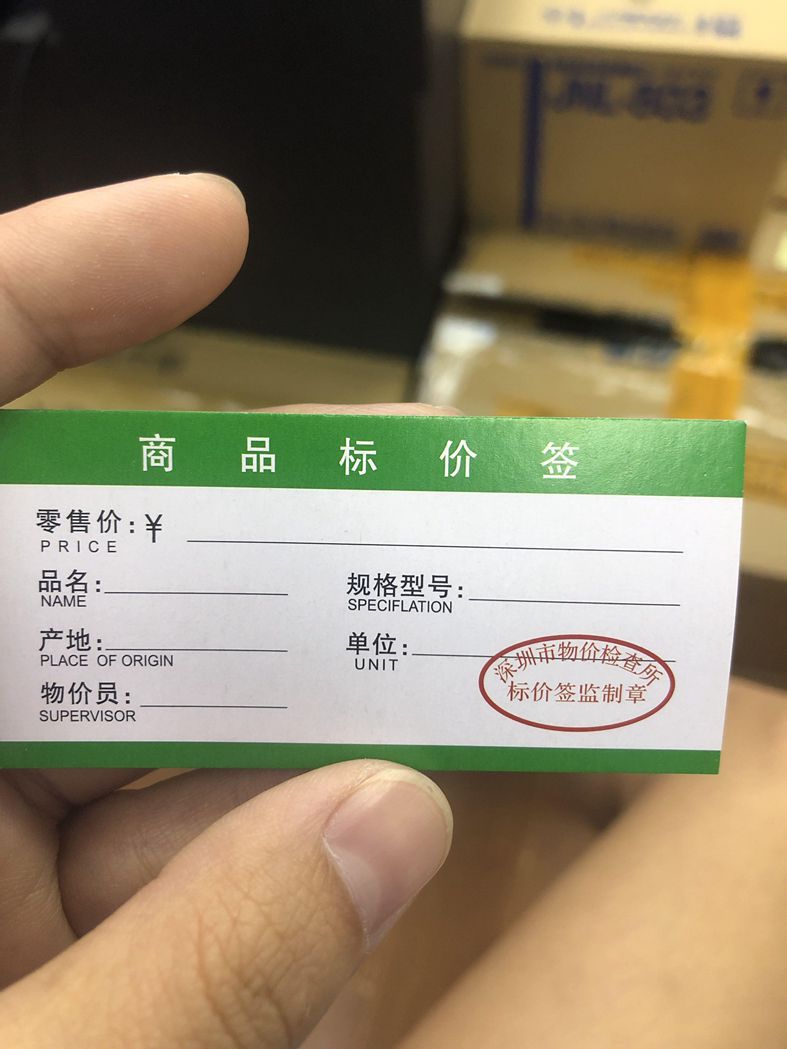 JNL-503
商品标价签
零售价:¥
PRICE
品名: 规格型号:
NAME SPECIFLATION
产地: 单位:
PLACE OF ORIGIN UNIT
物价员:
SUPERVISOR
深圳市物价检查所
标价签监制章